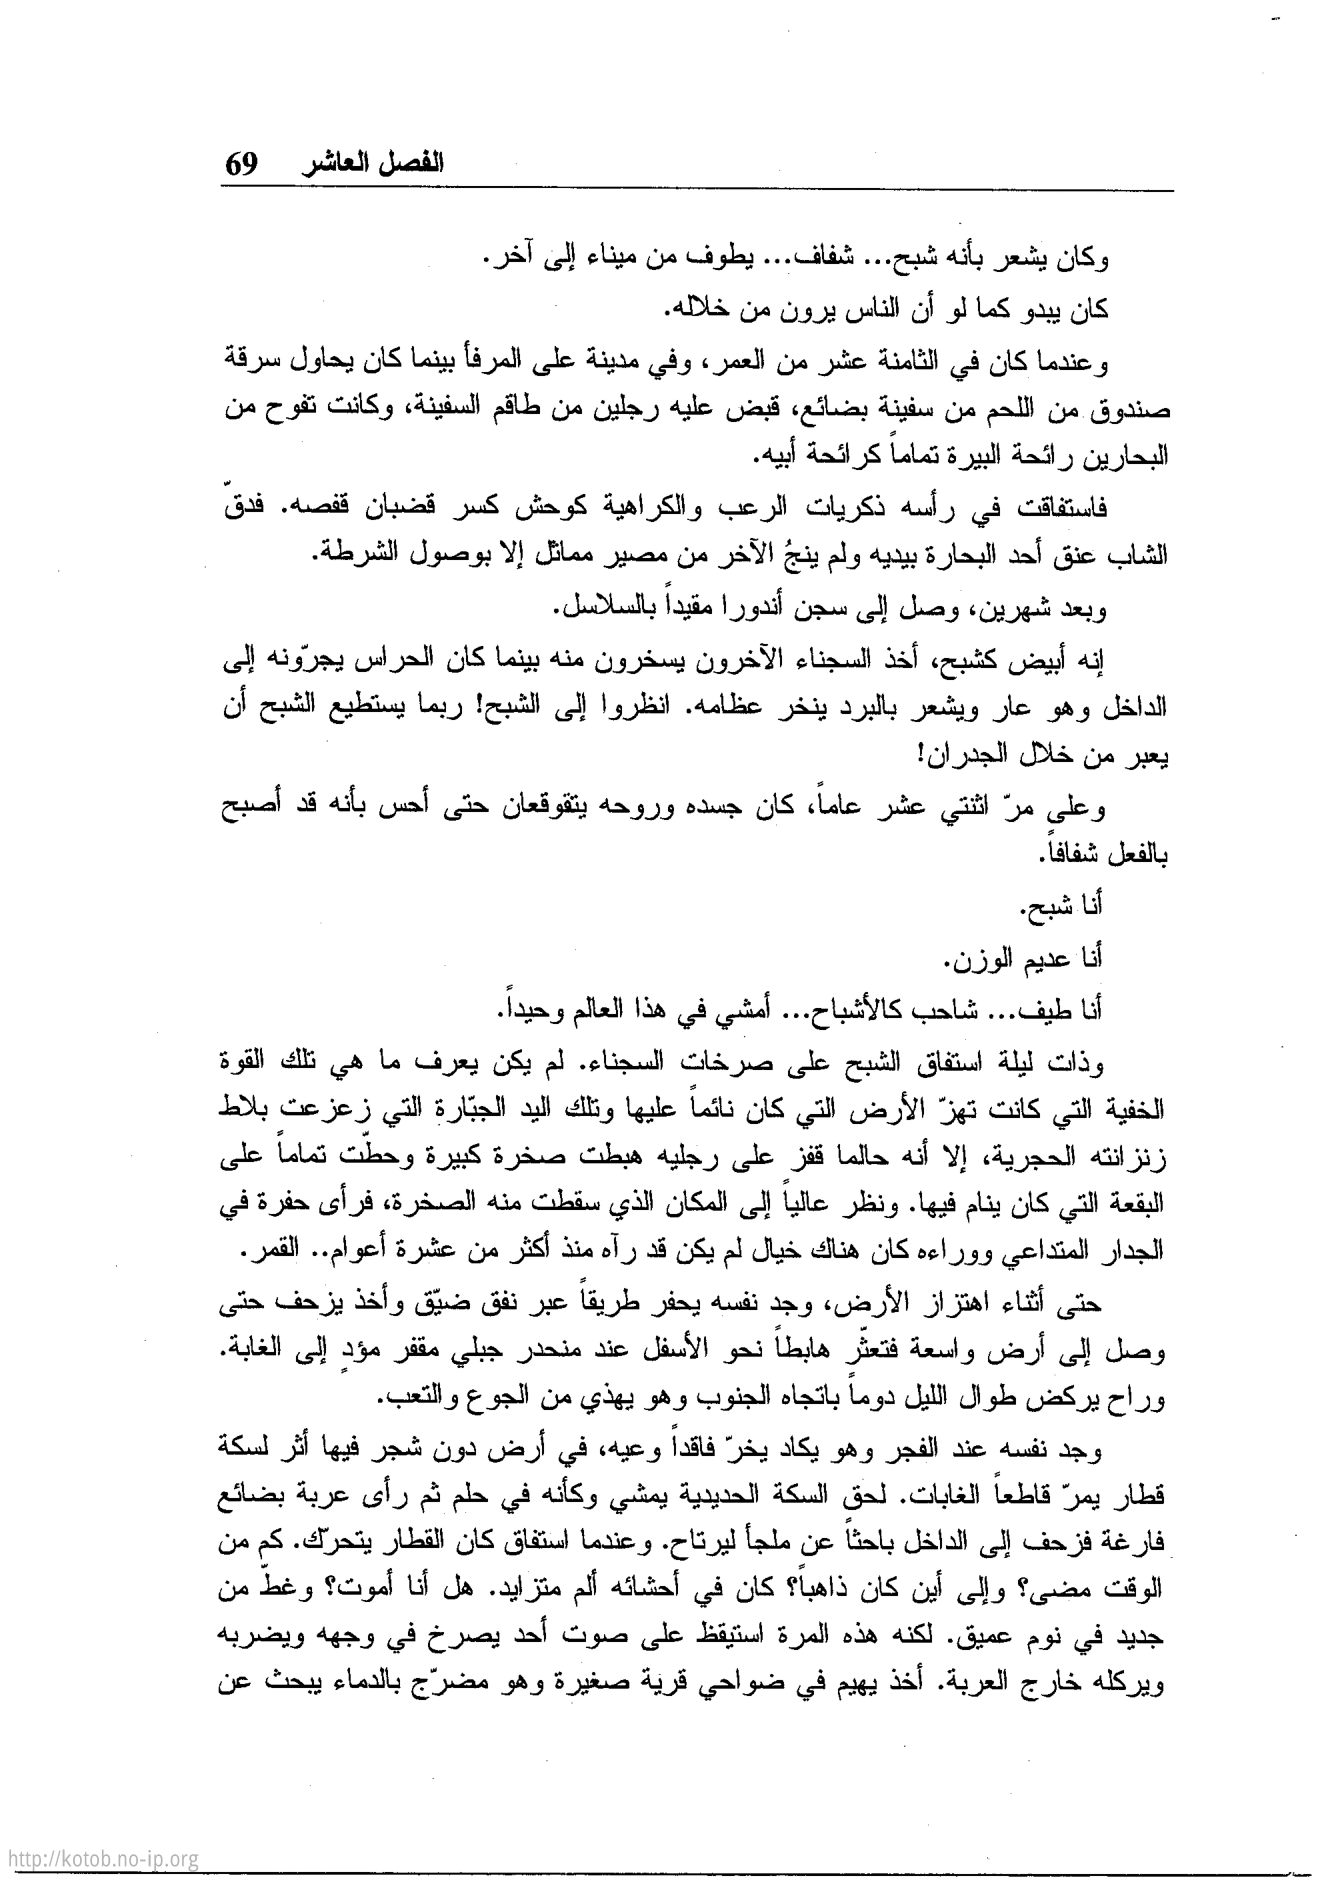 الفصل العاشر 69
وكان يشعر بأنه شبح... شفاف... يطوف من ميناء إلى آخر.
كان يبدو كما لو أن الناس يرون من خلاله.
وعندما كان في الثامنة عشر من العمر، وفي مدينة على المرفأ بينما كان يحاول سرقة
صندوق من اللحم من سفينة بضائع، قبض عليه رجلين من طاقم السفينة، وكانت تفوح من
البحارين رائحة البيرة تماماً كرائحة أبيه.
فاستفاقت في رأسه ذكريات الرعب والكراهية كوحش كسر قضبان قفصه. فدقّ
الشاب عنق أحد البحارة بيديه ولم ينجُ الآخر من مصير مماثل إلا بوصول الشرطة.
وبعد شهرين، وصل إلى سجن أندورا مقيداً بالسلاسل.
إنه أبيض كشبح، أخذ السجناء الآخرون يسخرون منه بينما كان الحراس يجرّونه إلى
الداخل وهو عار ويشعر بالبرد ينخر عظامه. انظروا إلى الشبح! ربما يستطيع الشبح أن
يعبر من خلال الجدران!
وعلى مرّ اثنتي عشر عاماً، كان جسده وروحه يتقوقعان حتى أحس بأنه قد أصبح
بالفعل شفافاً.
أنا شبح.
أنا عديم الوزن.
أنا طيف... شاحب كالأشباح... أمشي في هذا العالم وحيداً.
وذات ليلة استفاق الشبح على صرخات السجناء. لم يكن يعرف ما هي تلك القوة
الخفية التي كانت تهزّ الأرض التي كان نائماً عليها وتلك اليد الجبّارة التي زعزعت بلاط
زنزانته الحجرية، إلا أنه حالما قفز على رجليه هبطت صخرة كبيرة وحطّت تماماً على
البقعة التي كان ينام فيها. ونظر عالياً إلى المكان الذي سقطت منه الصخرة، فرأى حفرة في
الجدار المتداعي ووراءه كان هناك خيال لم يكن قد رآه منذ أكثر من عشرة أعوام.. القمر.
حتى أثناء اهتزاز الأرض، وجد نفسه يحفر طريقاً عبر نفق ضيّق وأخذ يزحف حتى
وصل إلى أرض واسعة فتعثّر هابطاً نحو الأسفل عند منحدر جبلي مقفر مؤدٍ إلى الغابة.
وراح يركض طوال الليل دوماً باتجاه الجنوب وهو يهذي من الجوع والتعب.
وجد نفسه عند الفجر وهو يكاد يخرّ فاقداً وعيه، في أرض دون شجر فيها أثر لسكة
قطار يمرّ قاطعاً الغابات. لحق السكة الحديدية يمشي وكأنه في حلم ثم رأى عربة بضائع
فارغة فزحف إلى الداخل باحثاً عن ملجأ ليرتاح. وعندما استفاق كان القطار يتحرّك. كم من
الوقت مضى؟ وإلى أين كان ذاهباً؟ كان في أحشائه ألم متزايد. هل أنا أموت؟ وغطّ من
جديد في نوم عميق. لكنه هذه المرة استيقظ على صوت أحد يصرخ في وجهه ويضربه
ويركله خارج العربة. أخذ يهيم في ضواحي قرية صغيرة وهو مضرّج بالدماء يبحث عن
http://kotob.no-ip.org